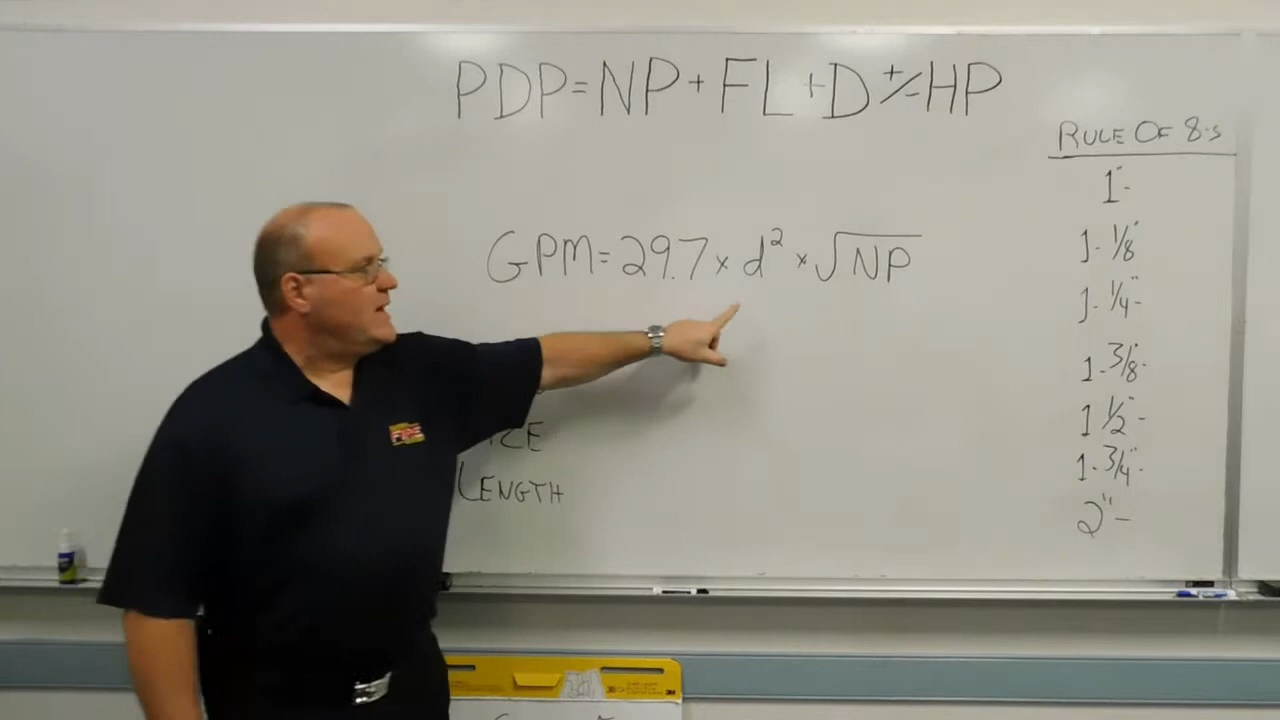 PDP=NP+FL+D+/-HP
GPM=29.7×d²×√NP
LENGTH
RULE OF 8's
1"-
1-1/8"
1-1/4"-
1-3/8"-
1 1/2"-
1-3/4"-
2"-
FIRE